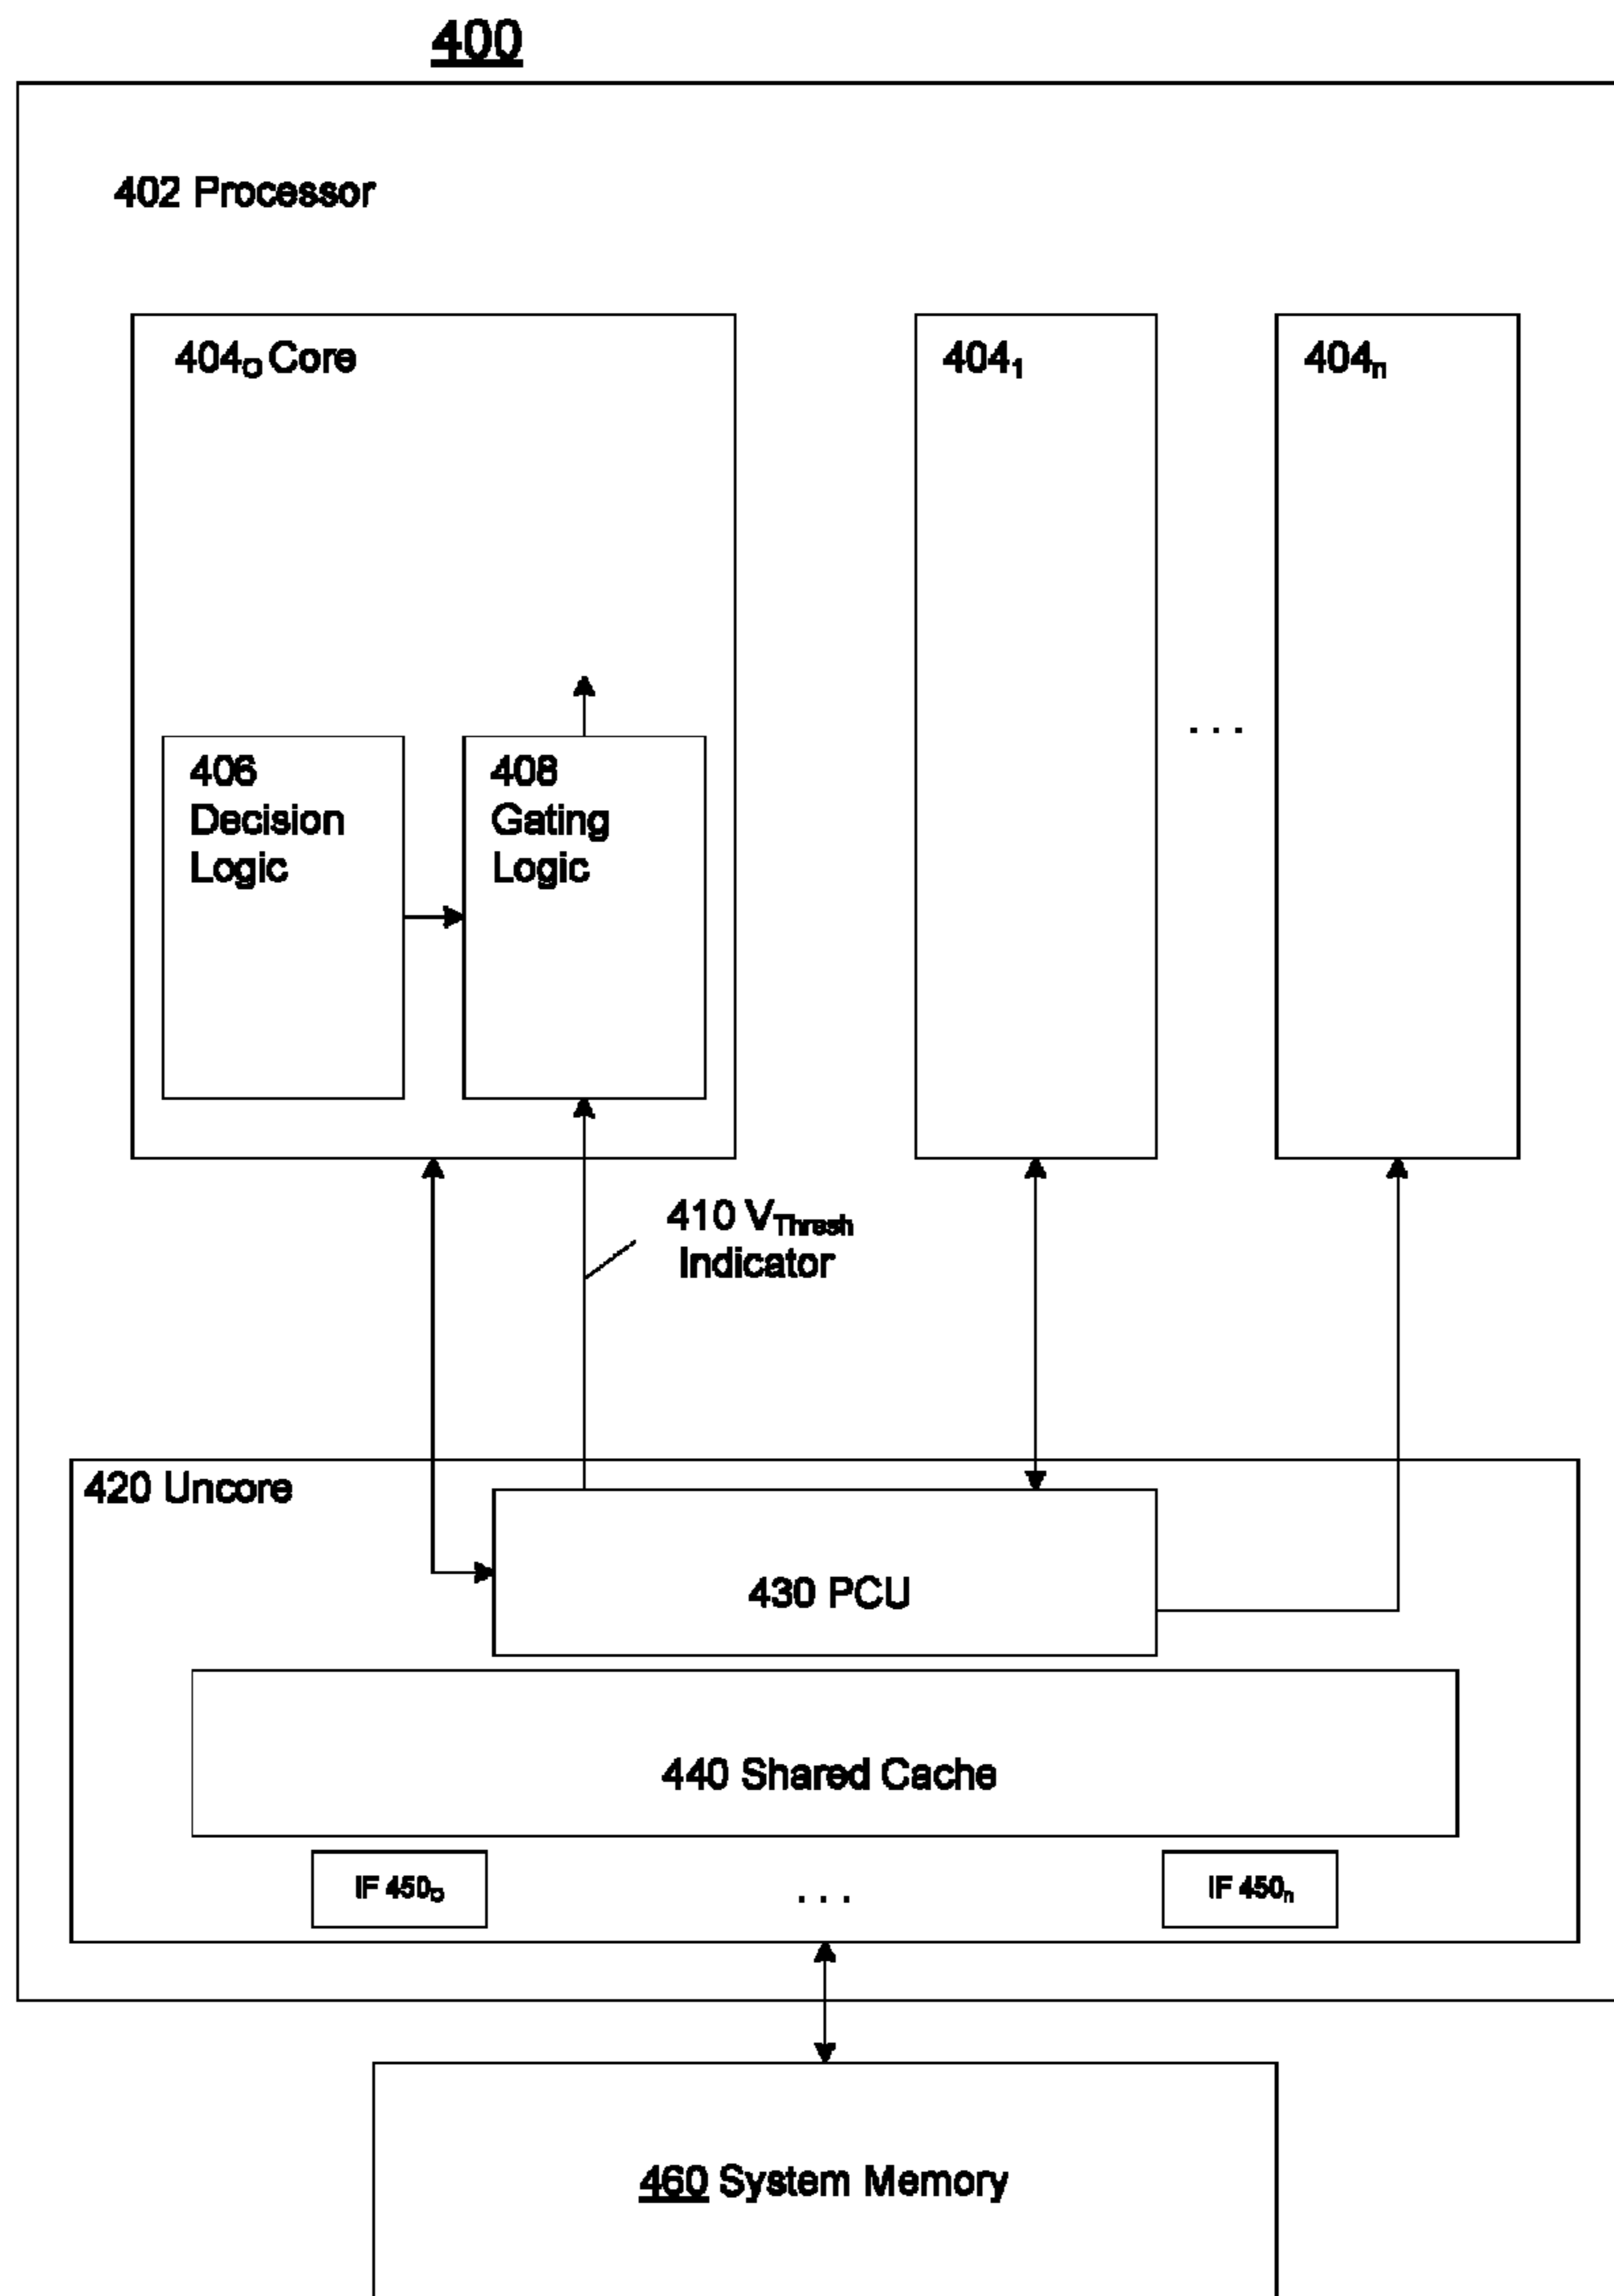 400
402 Processor
404₀ Core
404₁
404ₙ
406
Decision
Logic
408
Gating
Logic
. . .
410 VThresh
Indicator
420 Uncore
430 PCU
440 Shared Cache
IF 450₀
. . .
IF 450ₙ
460 System Memory